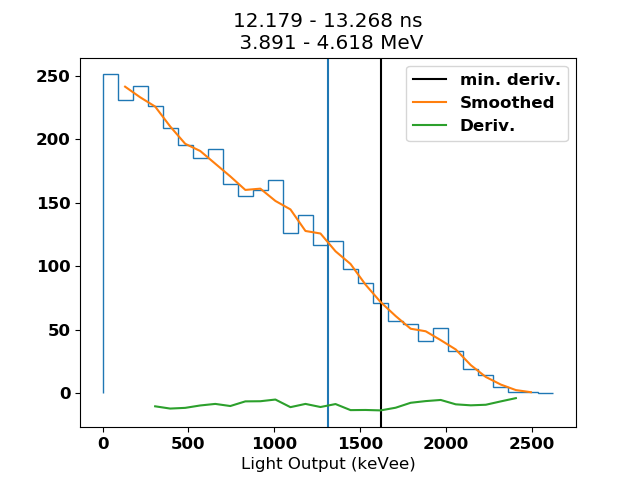 12.179 - 13.268 ns
3.891 - 4.618 MeV
min. deriv.
Smoothed
Deriv.
250
200
150
100
50
0
0 500 1000 1500 2000 2500
Light Output (keVee)